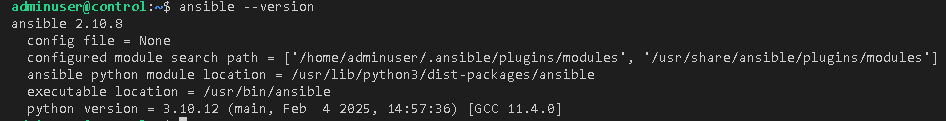 adminuser@control:~$ ansible --version
ansible 2.10.8
  config file = None
  configured module search path = ['/home/adminuser/.ansible/plugins/modules', '/usr/share/ansible/plugins/modules']
  ansible python module location = /usr/lib/python3/dist-packages/ansible
  executable location = /usr/bin/ansible
  python version = 3.10.12 (main, Feb  4 2025, 14:57:36) [GCC 11.4.0]